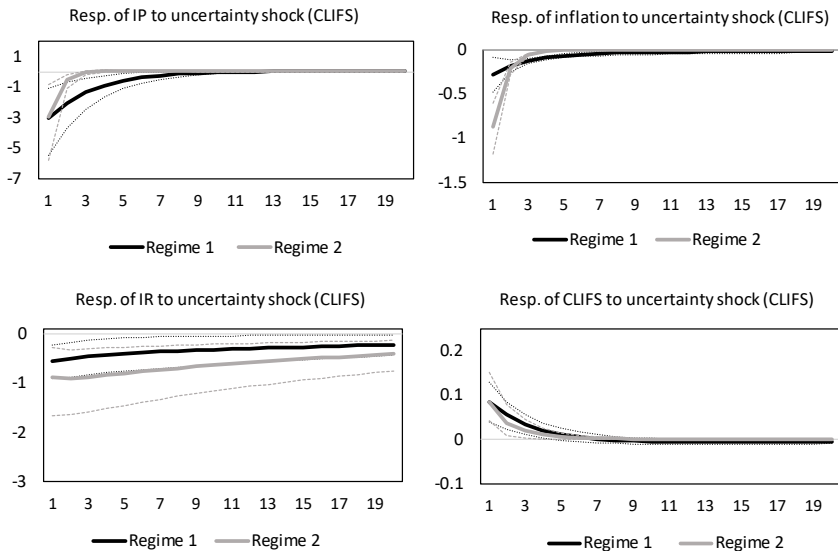 Resp. of IP to uncertainty shock (CLIFS)
1
-1
-3
-5
-7
1 3 5 7 9 11 13 15 17 19
Regime 1 Regime 2
Resp. of inflation to uncertainty shock (CLIFS)
0
-0.5
-1
-1.5
1 3 5 7 9 11 13 15 17 19
Regime 1 Regime 2
Resp. of IR to uncertainty shock (CLIFS)
0
-1
-2
-3
1 3 5 7 9 11 13 15 17 19
Regime 1 Regime 2
Resp. of CLIFS to uncertainty shock (CLIFS)
0.2
0.1
0
-0.1
1 3 5 7 9 11 13 15 17 19
Regime 1 Regime 2